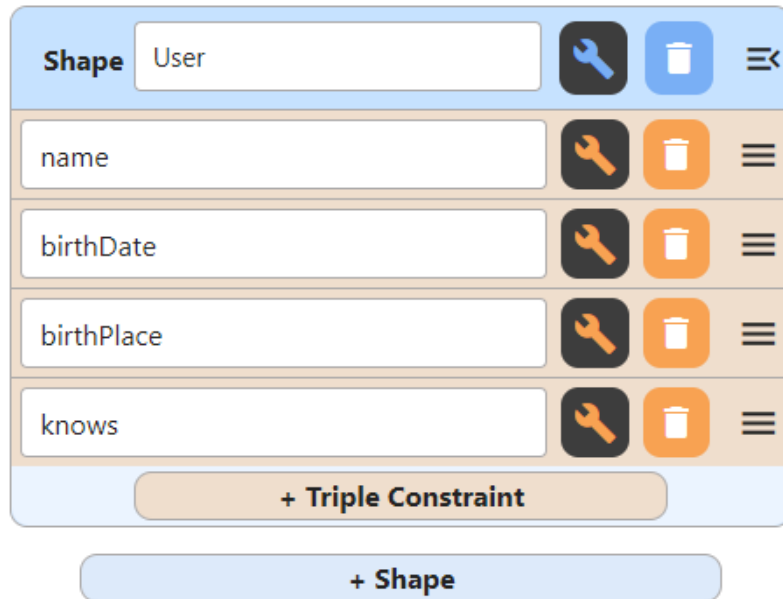 Shape User
name
birthDate
birthPlace
knows
+ Triple Constraint
+ Shape